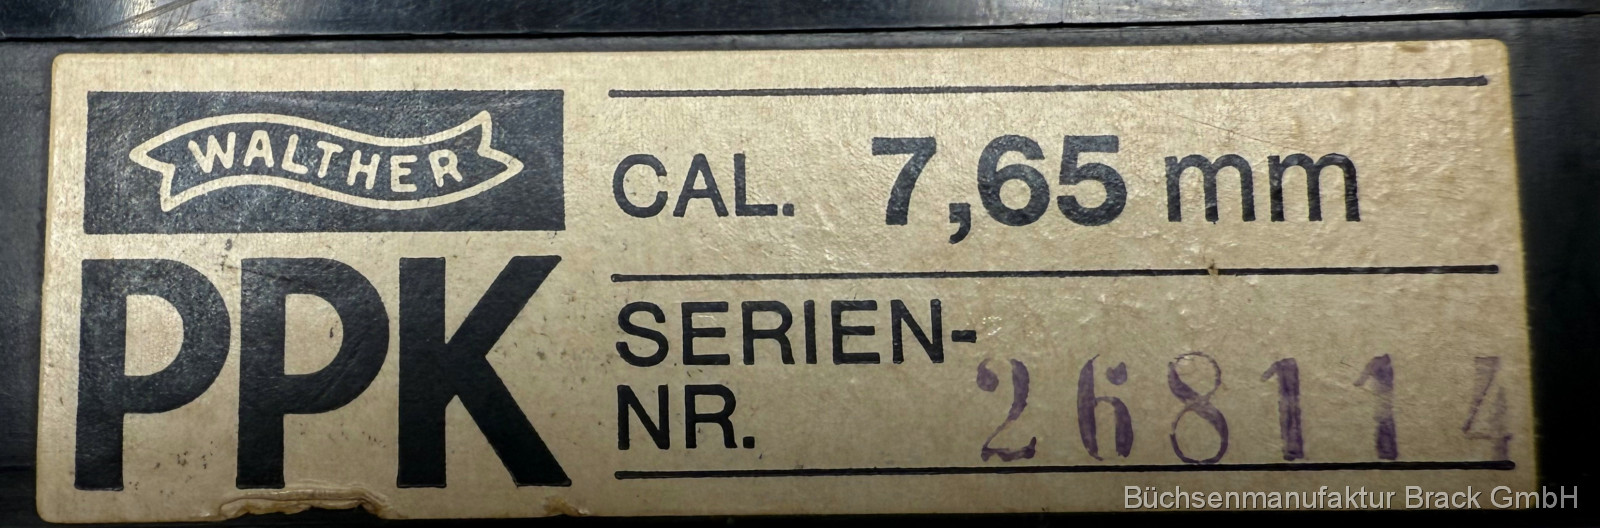 WALTHER
PPK
CAL. 7,65 mm
SERIEN-
NR. 268114
Büchsenmanufaktur Brack GmbH